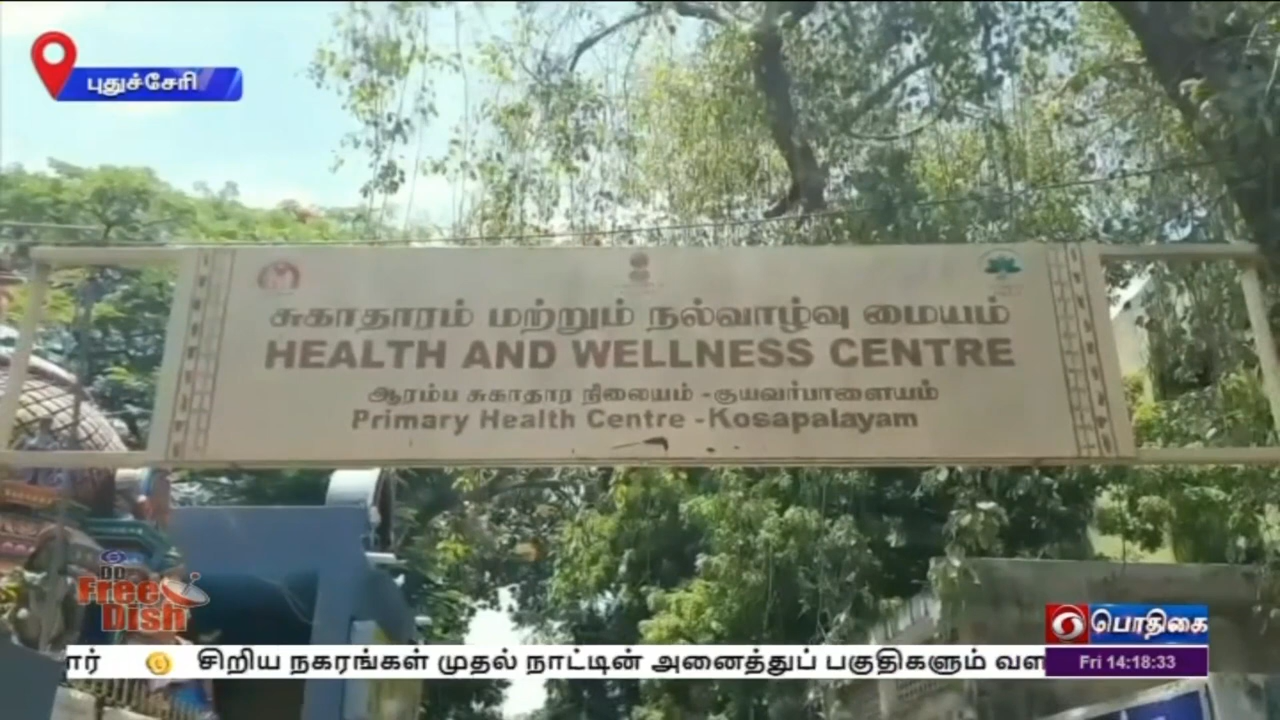 புதுச்சேரி
சுகாதாரம் மற்றும் நல்வாழ்வு மையம்
HEALTH AND WELLNESS CENTRE
ஆரம்ப சுகாதார நிலையம் -குயவர்பாளையம்
Primary Health Centre -Kosapalayam
DD
Free
Dish
பொதிகை
ார் சிறிய நகரங்கள் முதல் நாட்டின் அனைத்துப் பகுதிகளும் வள
Fri 14:18:33